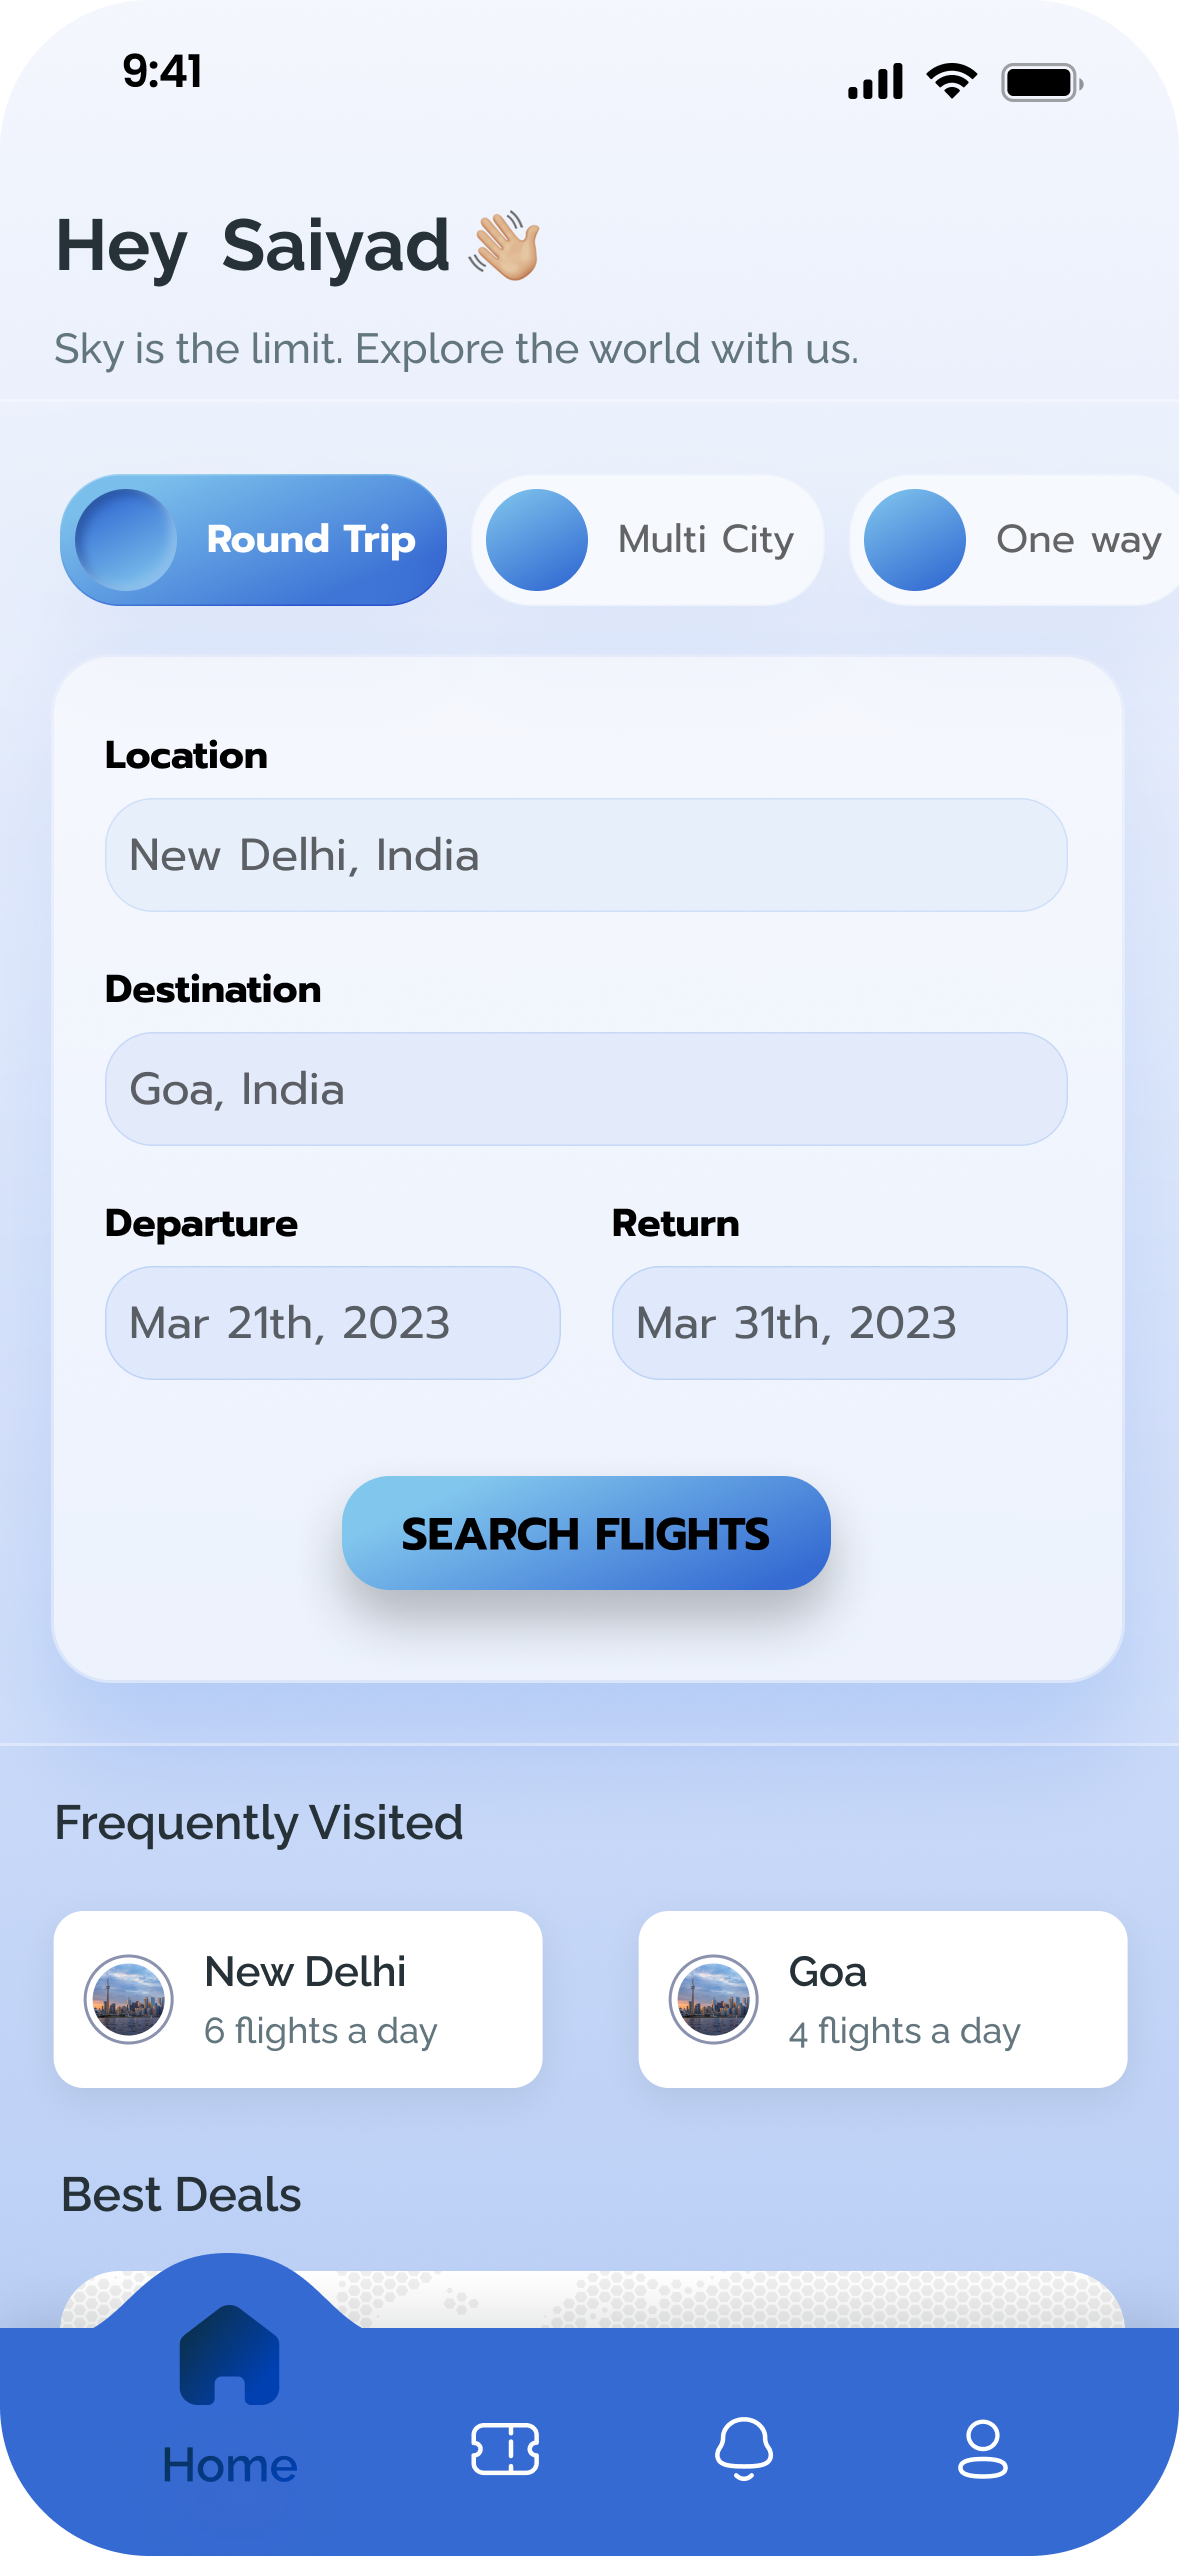 9:41
Hey Saiyad 👋🏼
Sky is the limit. Explore the world with us.
Round Trip
Multi City
One way
Location
New Delhi, India
Destination
Goa, India
Departure
Return
Mar 21th, 2023
Mar 31th, 2023
SEARCH FLIGHTS
Frequently Visited
New Delhi
6 flights a day
Goa
4 flights a day
Best Deals
Home